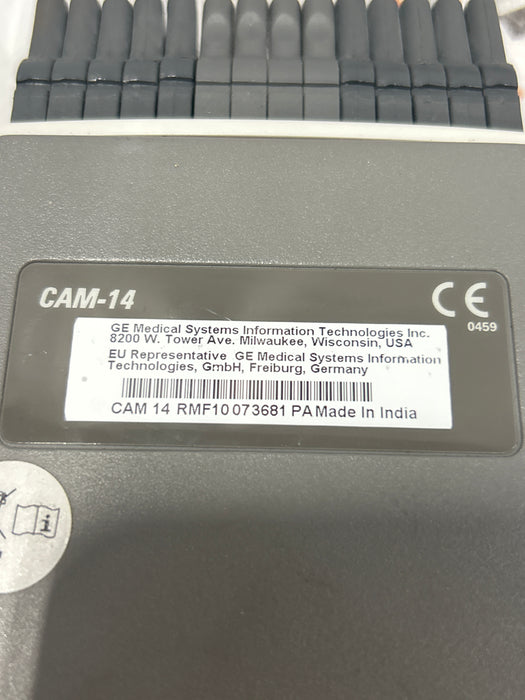 CAM-14
CE
0459
GE Medical Systems Information Technologies Inc.
8200 W. Tower Ave. Milwaukee, Wisconsin, USA
EU Representative GE Medical Systems Information
Technologies, GmbH, Freiburg, Germany
CAM 14 RMF10073681 PA Made In India
i